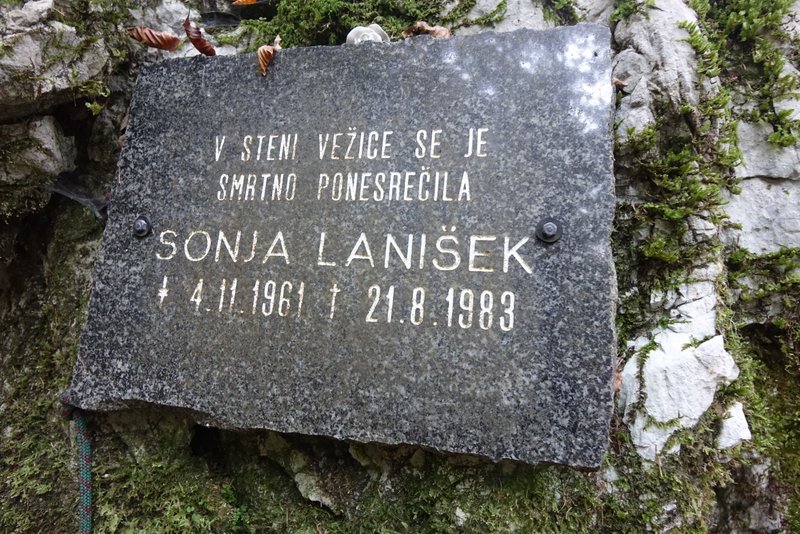 V STENI VEŽICE SE JE
SMRTNO PONESREČILA
SONJA LANIŠEK
* 4.11.1961 † 21.8.1983